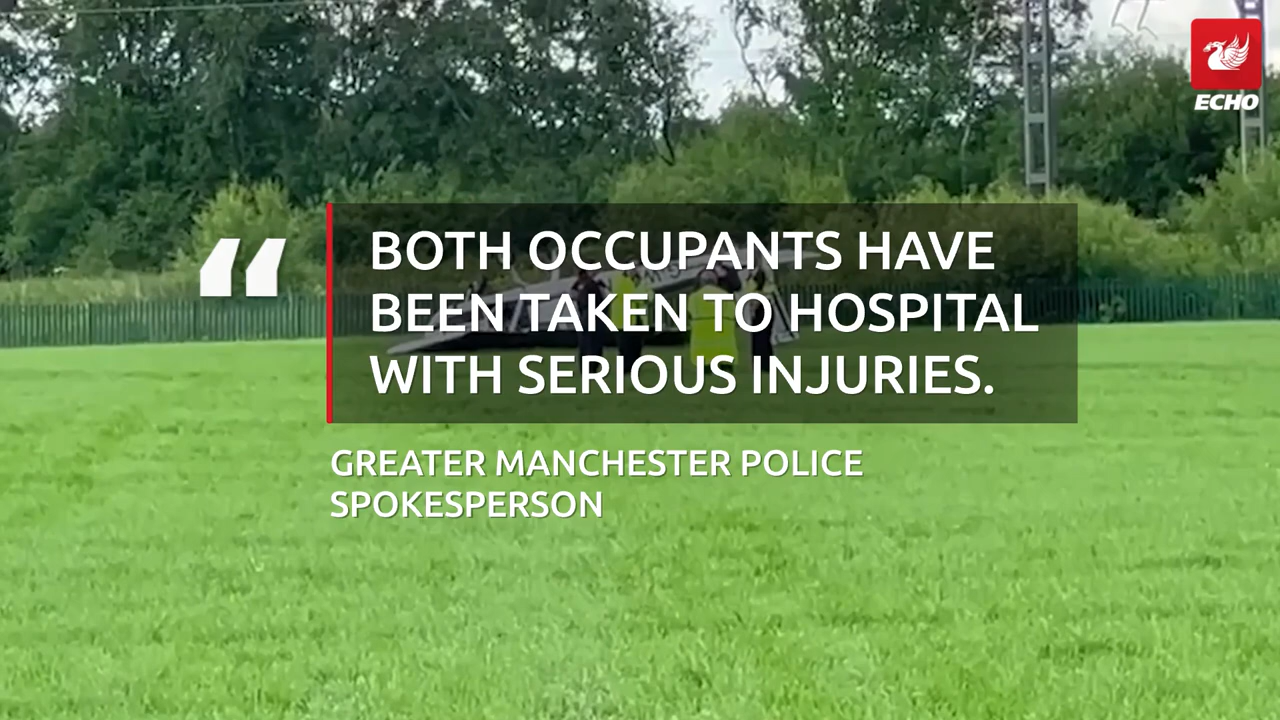 ECHO
“
BOTH OCCUPANTS HAVE
BEEN TAKEN TO HOSPITAL
WITH SERIOUS INJURIES.
GREATER MANCHESTER POLICE
SPOKESPERSON